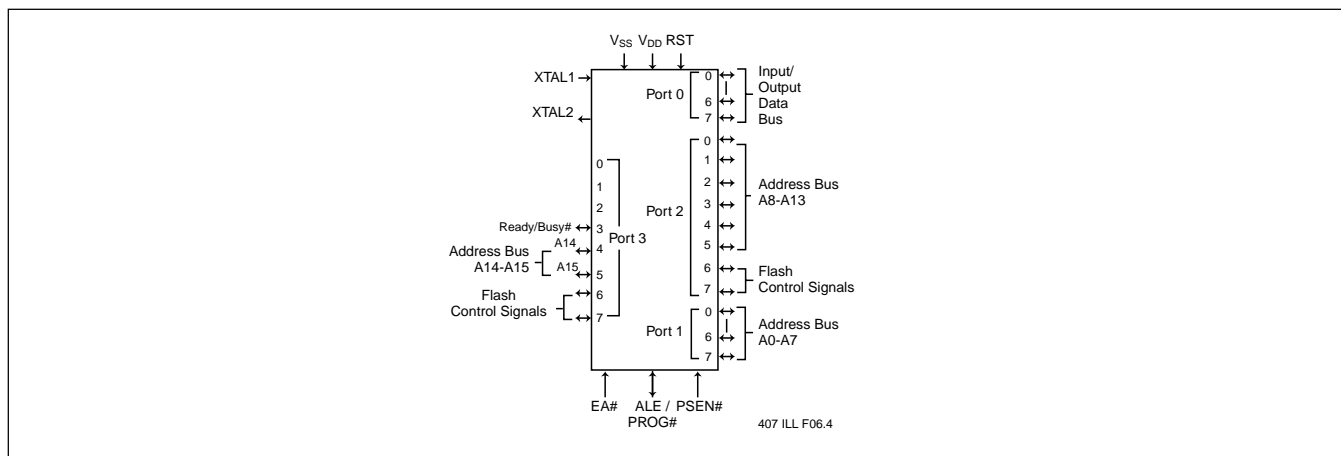 VSS VDD RST
XTAL1
XTAL2
Port 0
0
6
7
Input/
Output
Data
Bus
Port 2
0
1
2
3
4
5
6
7
Address Bus
A8-A13
Flash
Control Signals
Port 3
0
1
2
3
4
5
6
7
Ready/Busy#
A14
A15
Address Bus
A14-A15
Flash
Control Signals
Port 1
0
6
7
Address Bus
A0-A7
EA#
ALE /
PROG#
PSEN#
407 ILL F06.4